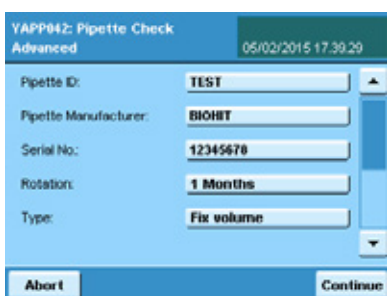 YAPP042: Pipette Check
Advanced 05/02/2015 17.39.29
Pipette ID: TEST
Pipette Manufacturer: BIOHIT
Serial No.: 12345678
Rotation: 1 Months
Type: Fix volume
Abort Continue